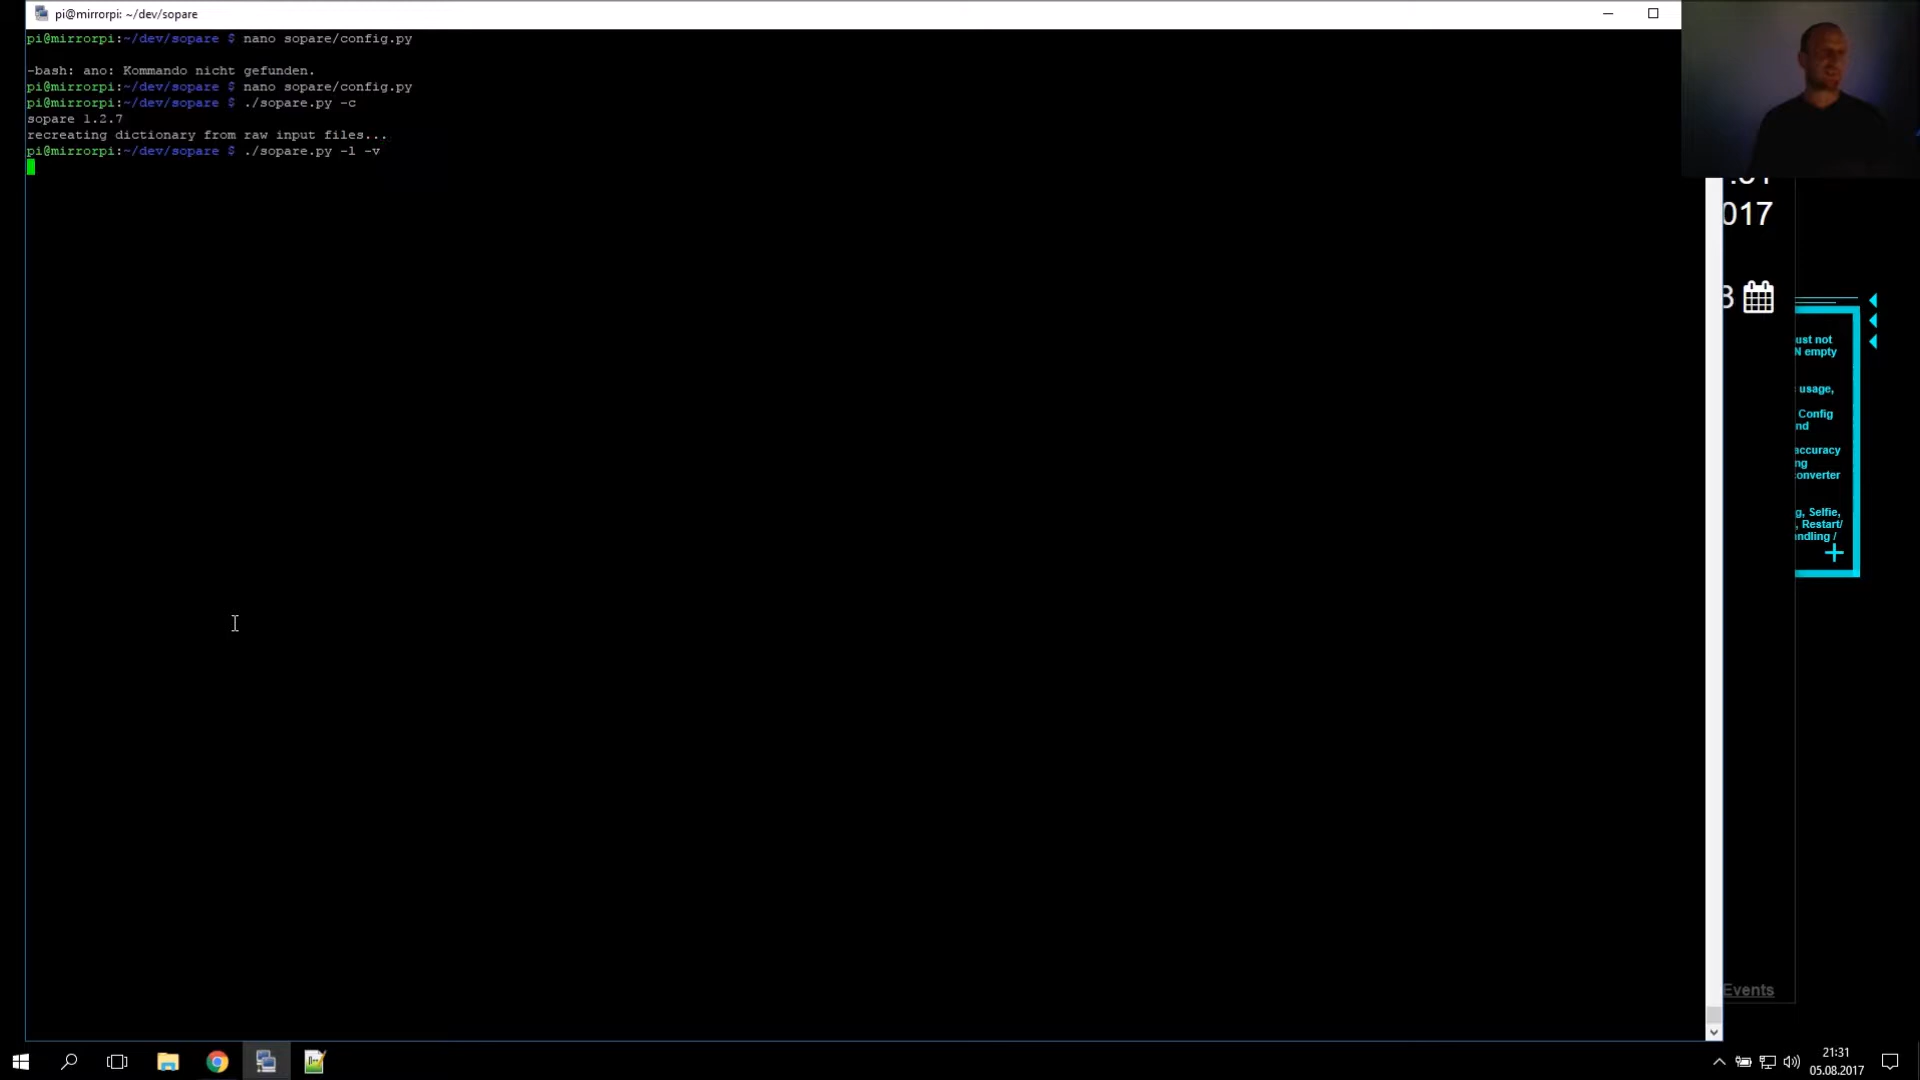 pi@mirrorpi: ~/dev/sopare
pi@mirrorpi:~/dev/sopare $ nano sopare/config.py
-bash: ano: Kommando nicht gefunden.
pi@mirrorpi:~/dev/sopare $ nano sopare/config.py
pi@mirrorpi:~/dev/sopare $ ./sopare.py -c
sopare 1.2.7
recreating dictionary from raw input files...
pi@mirrorpi:~/dev/sopare $ ./sopare.py -l -v
017
3
ust not
N empty
usage,
Config
nd
accuracy
ng
onverter
g, Selfie,
, Restart/
ndling /
Events
21:31
05.08.2017